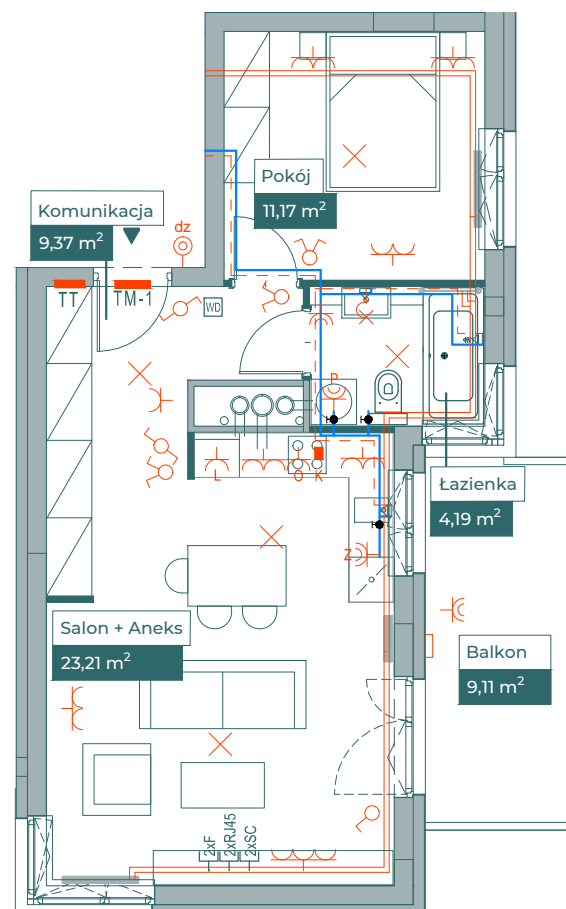 Pokój
11,17 m²
Komunikacja
9,37 m²
dz
TT
TM-1
WD
P
L
O
K
Łazienka
4,19 m²
Z
Salon + Aneks
23,21 m²
Balkon
9,11 m²
2xF
2xRJ45
2xSC